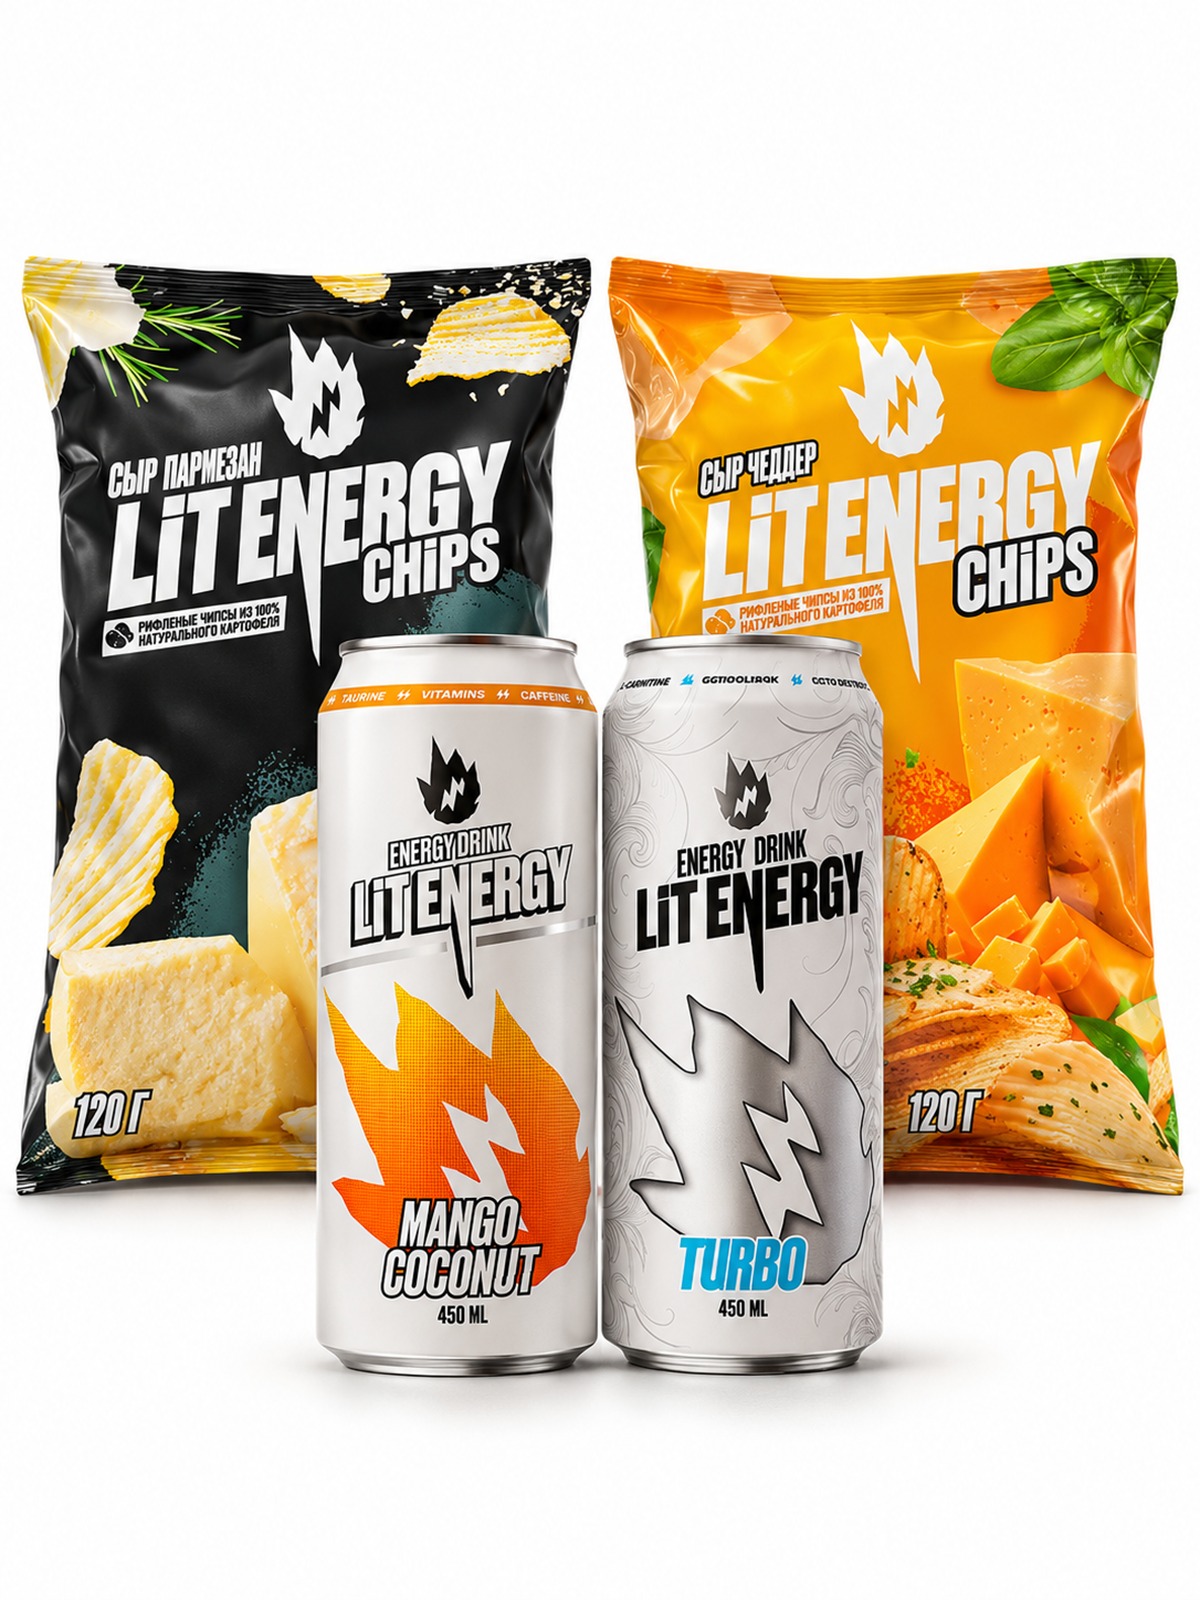 СЫР ПАРМЕЗАН
LiT ENERGY
CHiPS
РИФЛЕНЫЕ ЧИПСЫ ИЗ 100%
НАТУРАЛЬНОГО КАРТОФЕЛЯ
120 Г
СЫР ЧЕДДЕР
LiT ENERGY
CHiPS
РИФЛЕНЫЕ ЧИПСЫ ИЗ 100%
НАТУРАЛЬНОГО КАРТОФЕЛЯ
120 Г
TAURINE VITAMINS CAFFEINE
ENERGY DRINK
LiT ENERGY
MANGO
COCONUT
450 ML
L-CARNITINE
ENERGY DRINK
LiT ENERGY
TURBO
450 ML